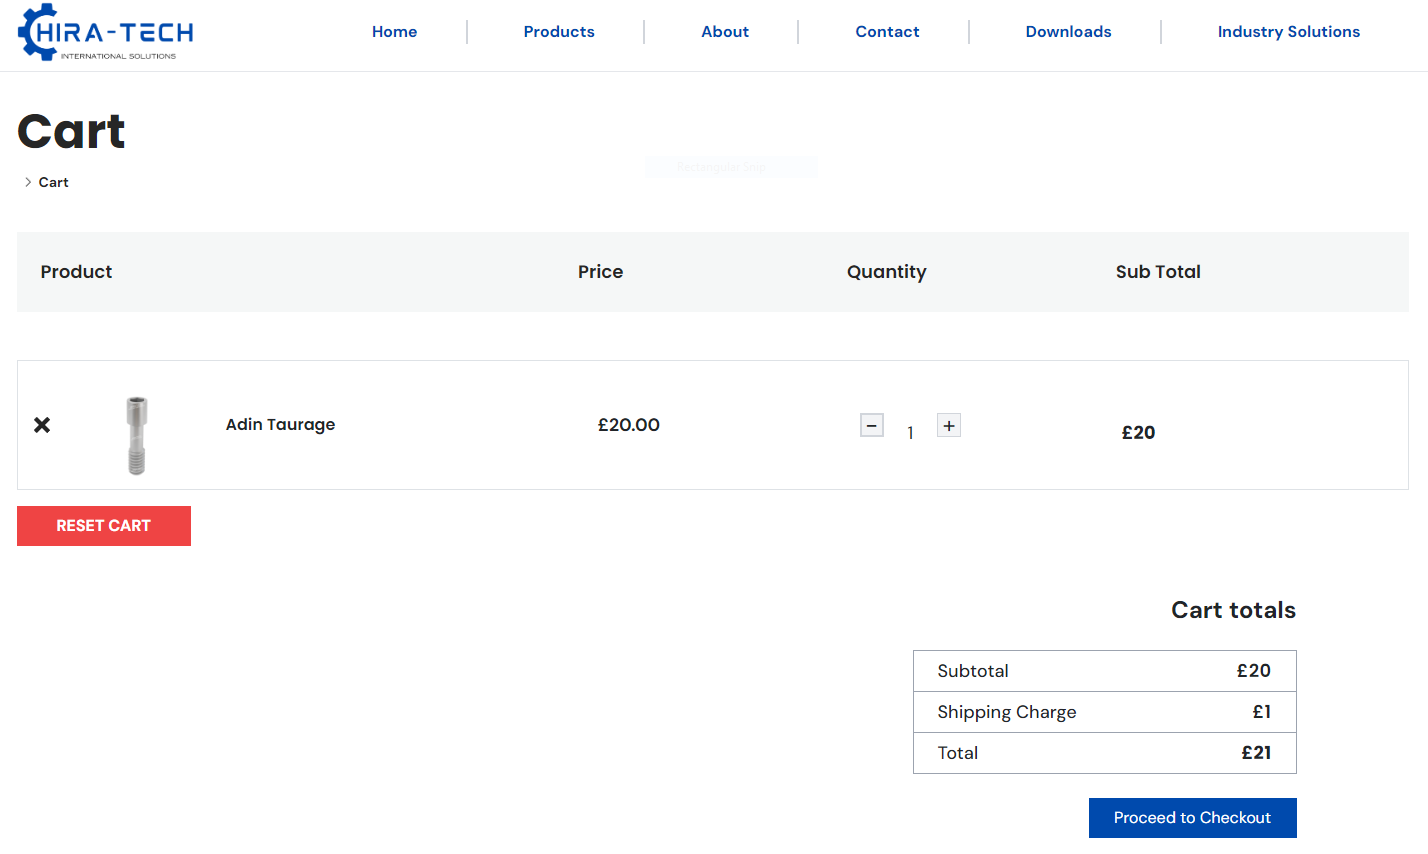 HIRA-TECH
INTERNATIONAL SOLUTIONS
Home
Products
About
Contact
Downloads
Industry Solutions
Cart
Cart
Rectangular Snip
Product
Price
Quantity
Sub Total
Adin Taurage
£20.00
1
£20
RESET CART
Cart totals
Subtotal £20
Shipping Charge £1
Total £21
Proceed to Checkout